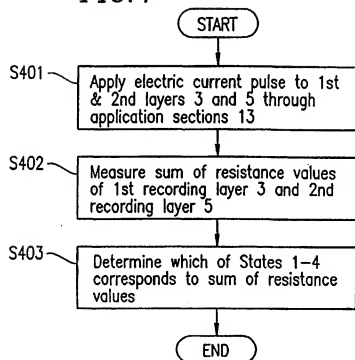 START
S401
Apply electric current pulse to 1st
& 2nd layers 3 and 5 through
application sections 13
S402
Measure sum of resistance values
of 1st recording layer 3 and 2nd
recording layer 5
S403
Determine which of States 1-4
corresponds to sum of resistance
values
END